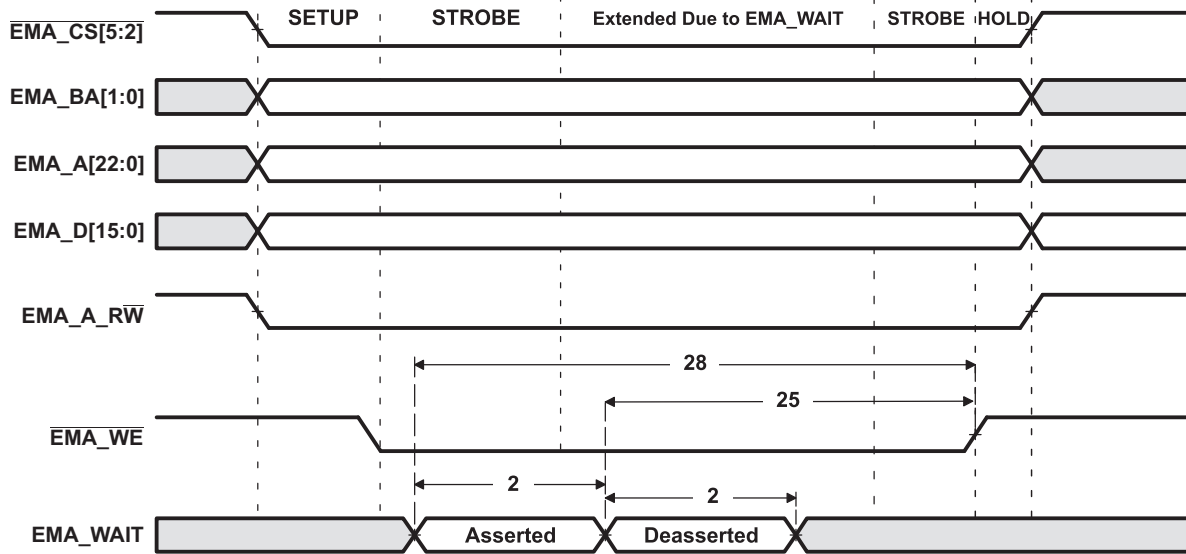 SETUP STROBE Extended Due to EMA_WAIT STROBE HOLD
EMA_CS[5:2]
EMA_BA[1:0]
EMA_A[22:0]
EMA_D[15:0]
EMA_A_RW
28
25
EMA_WE
2
2
EMA_WAIT Asserted Deasserted